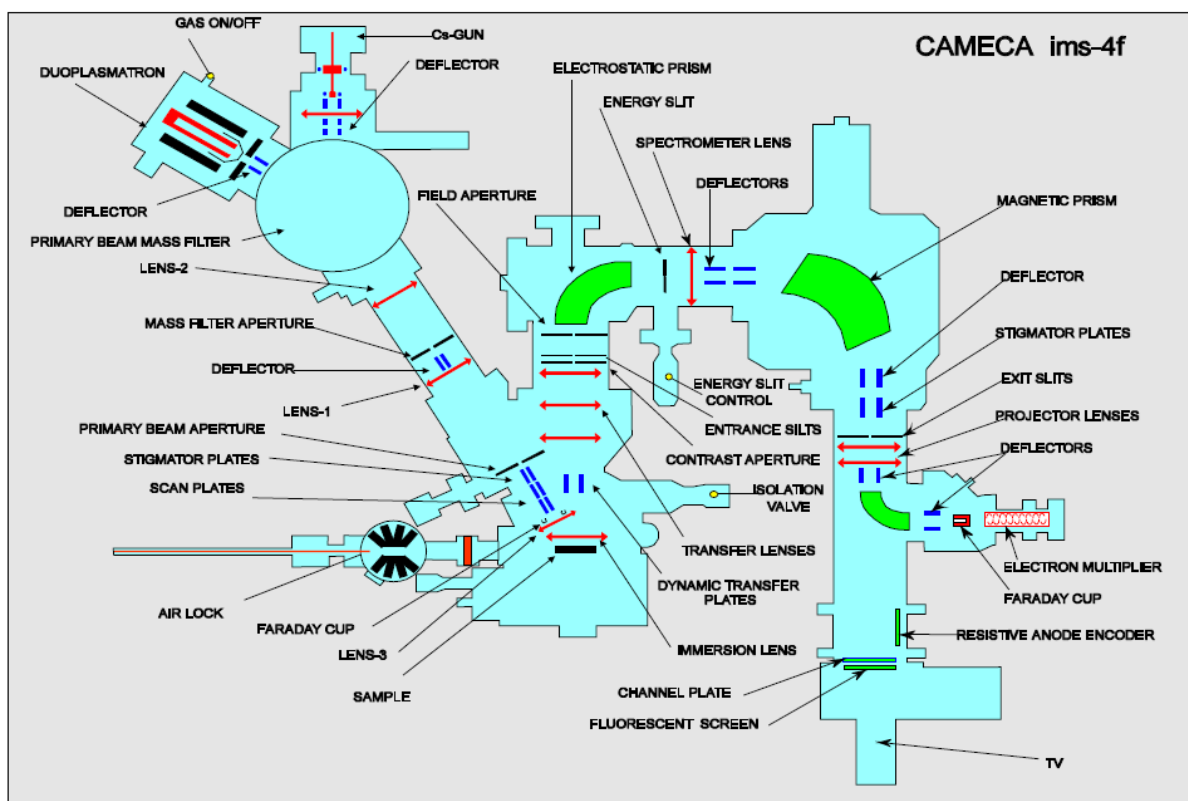 GAS ON/OFF
Cs-GUN
CAMECA ims-4f
DUOPLASMATRON
DEFLECTOR
ELECTROSTATIC PRISM
ENERGY SLIT
SPECTROMETER LENS
DEFLECTORS
FIELD APERTURE
MAGNETIC PRISM
DEFLECTOR
PRIMARY BEAM MASS FILTER
LENS-2
DEFLECTOR
MASS FILTER APERTURE
STIGMATOR PLATES
DEFLECTOR
EXIT SLITS
ENERGY SLIT
CONTROL
LENS-1
PROJECTOR LENSES
ENTRANCE SILTS
PRIMARY BEAM APERTURE
DEFLECTORS
CONTRAST APERTURE
STIGMATOR PLATES
ISOLATION
VALVE
SCAN PLATES
TRANSFER LENSES
ELECTRON MULTIPLIER
DYNAMIC TRANSFER
PLATES
FARADAY CUP
AIR LOCK
FARADAY CUP
RESISTIVE ANODE ENCODER
IMMERSION LENS
LENS-3
SAMPLE
CHANNEL PLATE
FLUORESCENT SCREEN
TV